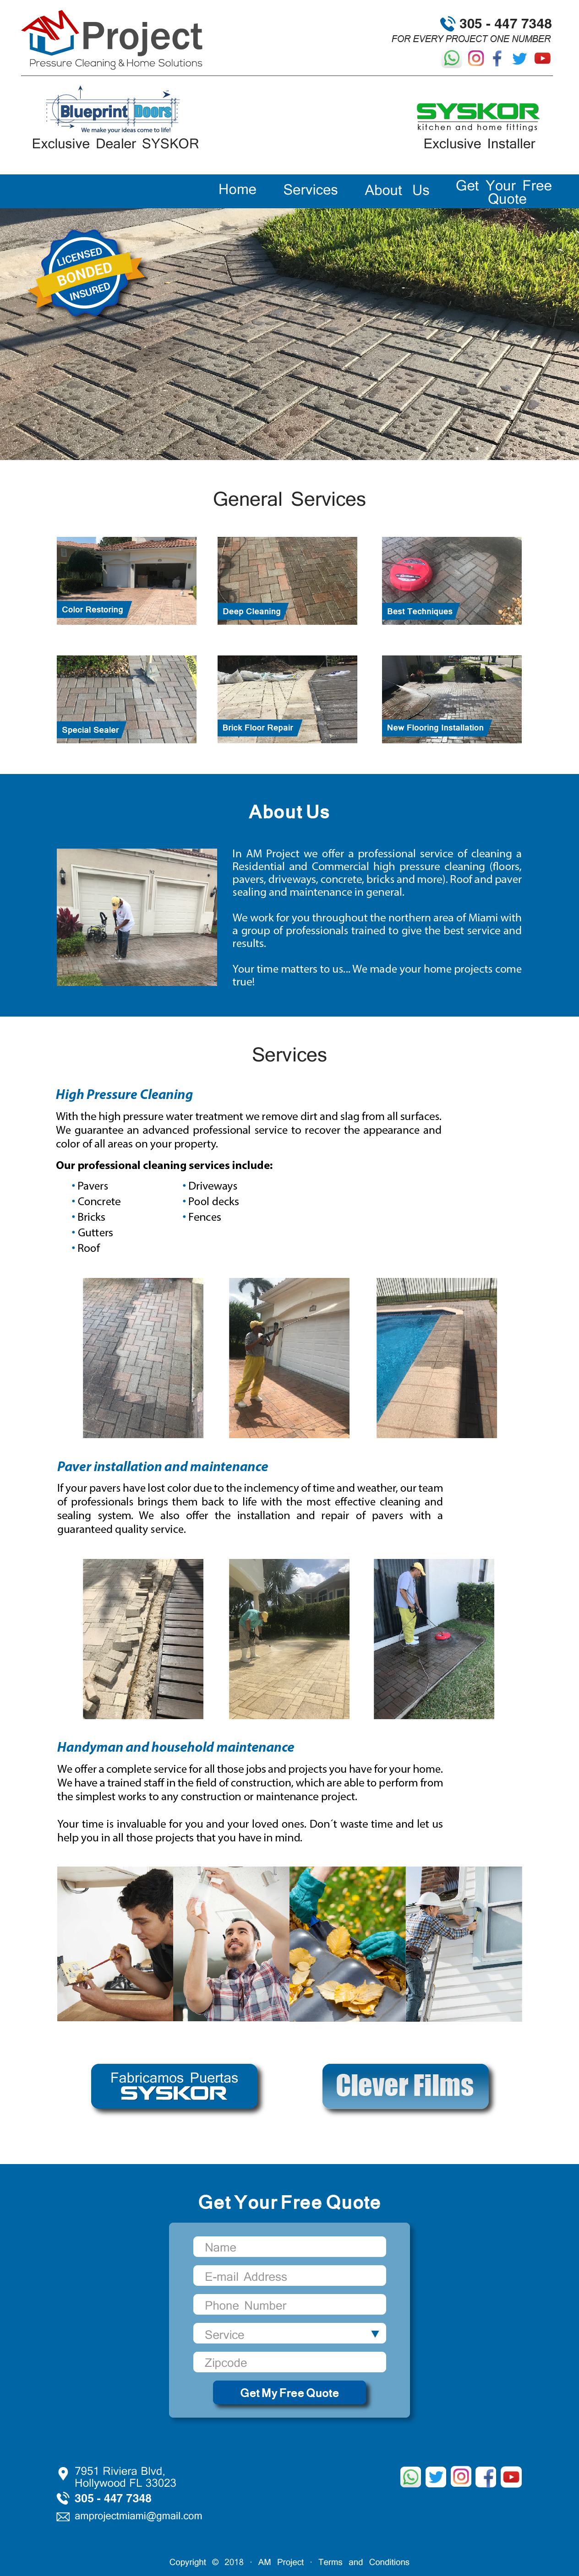 AM Project
Pressure Cleaning & Home Solutions
305 - 447 7348
FOR EVERY PROJECT ONE NUMBER
Blueprint Doors
We make your ideas come to life!
Exclusive Dealer SYSKOR
SYSKOR
kitchen and home fittings
Exclusive Installer
Home
Services
About Us
Get Your Free
Quote
LICENSED
BONDED
INSURED
General Services
Color Restoring
Deep Cleaning
Best Techniques
Special Sealer
Brick Floor Repair
New Flooring Installation
About Us
In AM Project we offer a professional service of cleaning a
Residential and Commercial high pressure cleaning (floors,
pavers, driveways, concrete, bricks and more). Roof and paver
sealing and maintenance in general.
We work for you throughout the northern area of Miami with
a group of professionals trained to give the best service and
results.
Your time matters to us... We made your home projects come
true!
Services
High Pressure Cleaning
With the high pressure water treatment we remove dirt and slag from all surfaces.
We guarantee an advanced professional service to recover the appearance and
color of all areas on your property.
Our professional cleaning services include:
• Pavers
• Concrete
• Bricks
• Gutters
• Roof
• Driveways
• Pool decks
• Fences
Paver installation and maintenance
If your pavers have lost color due to the inclemency of time and weather, our team
of professionals brings them back to life with the most effective cleaning and
sealing system. We also offer the installation and repair of pavers with a
guaranteed quality service.
Handyman and household maintenance
We offer a complete service for all those jobs and projects you have for your home.
We have a trained staff in the field of construction, which are able to perform from
the simplest works to any construction or maintenance project.
Your time is invaluable for you and your loved ones. Don´t waste time and let us
help you in all those projects that you have in mind.
Fabricamos Puertas
SYSKOR
Clever Films
Get Your Free Quote
Name
E-mail Address
Phone Number
Service
Zipcode
Get My Free Quote
7951 Riviera Blvd,
Hollywood FL 33023
305 - 447 7348
amprojectmiami@gmail.com
Copyright © 2018 · AM Project · Terms and Conditions